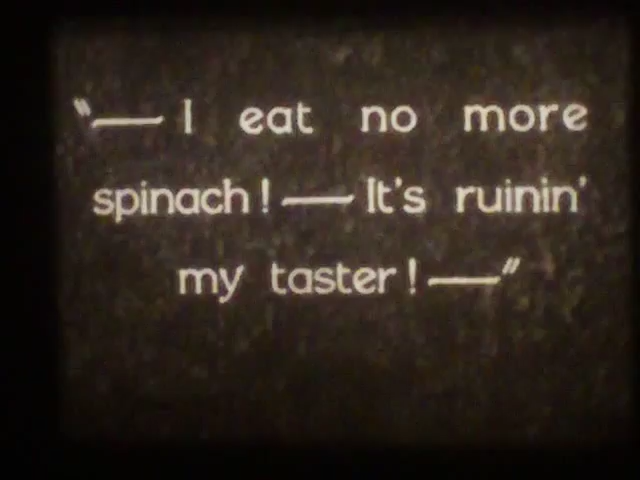 “— I eat no more
spinach! — It's ruinin'
my taster! —”